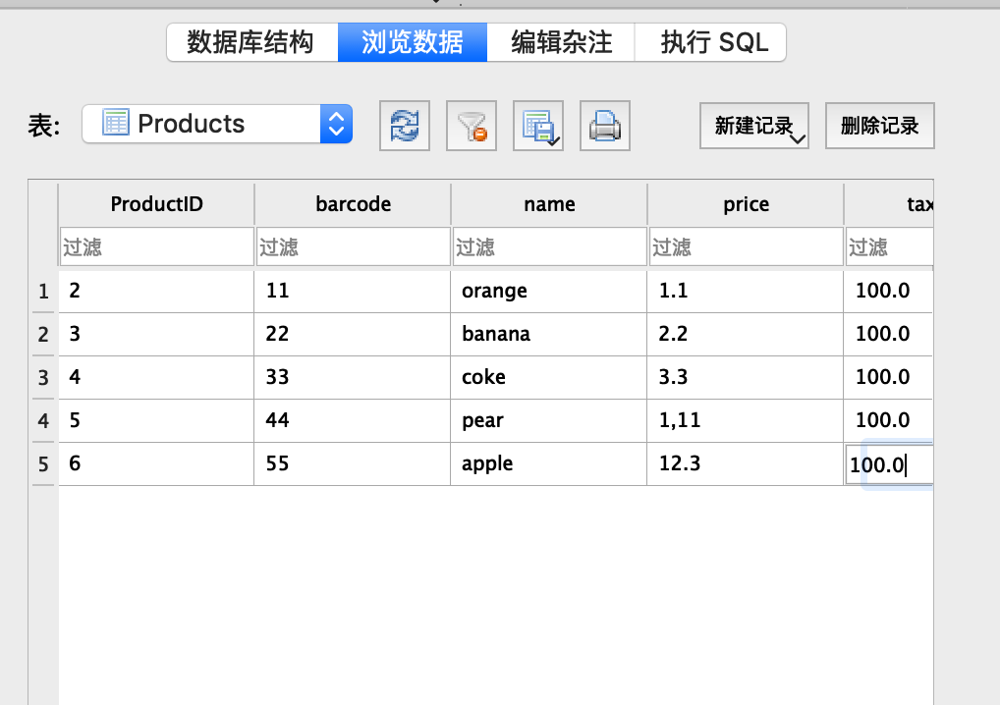 数据库结构 浏览数据 编辑杂注 执行 SQL
表: Products 新建记录 删除记录
ProductID barcode name price tax
过滤 过滤 过滤 过滤 过滤
1 2 11 orange 1.1 100.0
2 3 22 banana 2.2 100.0
3 4 33 coke 3.3 100.0
4 5 44 pear 1,11 100.0
5 6 55 apple 12.3 100.0